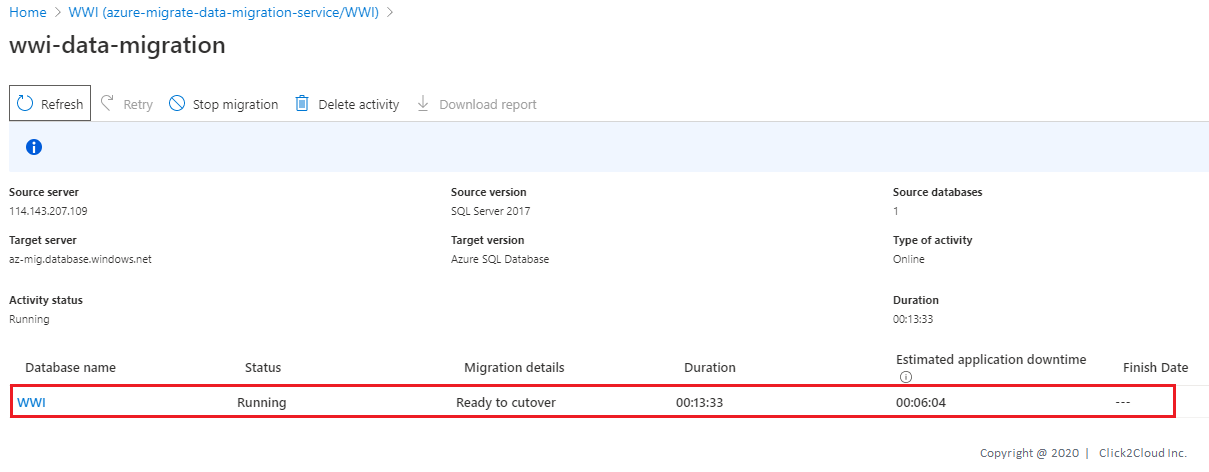 Home > WWI (azure-migrate-data-migration-service/WWI) >
wwi-data-migration
Refresh Retry Stop migration Delete activity Download report
Source server Source version Source databases
114.143.207.109 SQL Server 2017 1
Target server Target version Type of activity
az-mig.database.windows.net Azure SQL Database Online
Activity status Duration
Running 00:13:33
Database name Status Migration details Duration Estimated application downtime Finish Date
WWI Running Ready to cutover 00:13:33 00:06:04 ---
Copyright @ 2020 | Click2Cloud Inc.